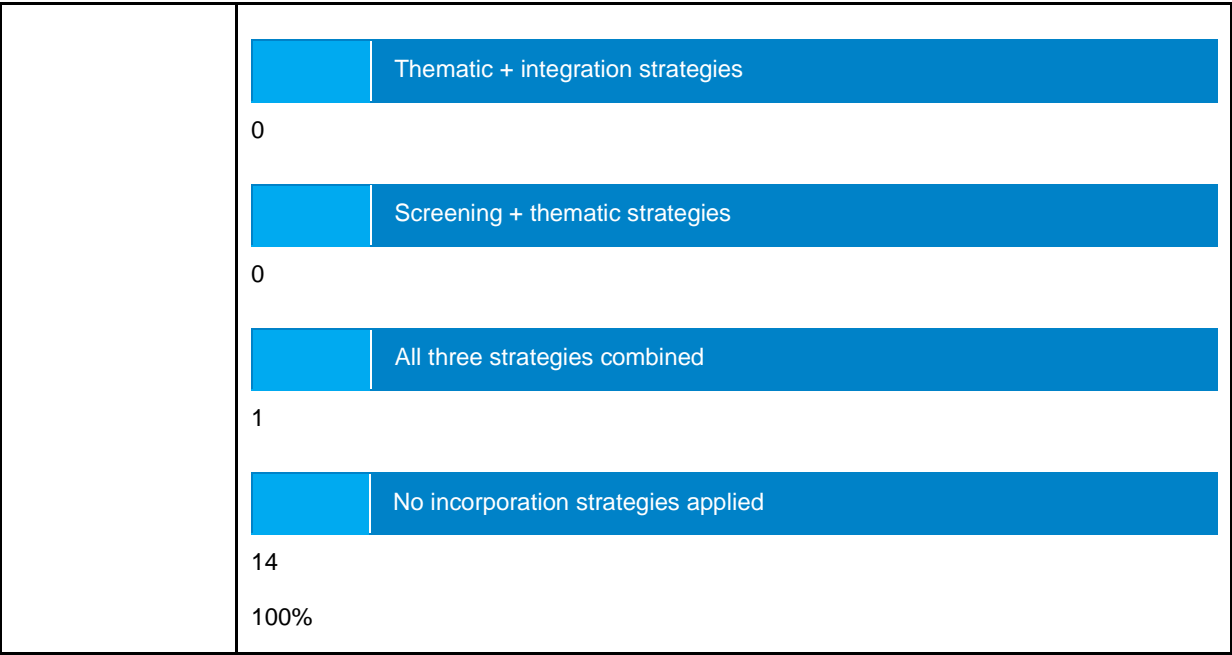 Thematic + integration strategies
0
Screening + thematic strategies
0
All three strategies combined
1
No incorporation strategies applied
14
100%